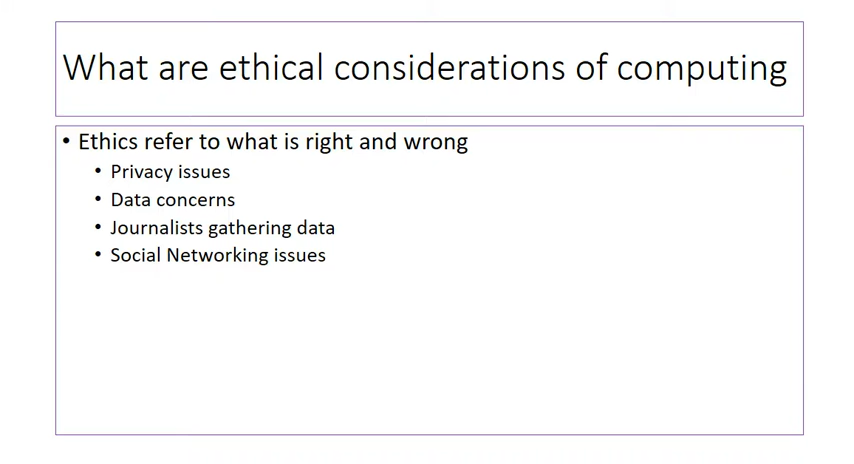 What are ethical considerations of computing
• Ethics refer to what is right and wrong
• Privacy issues
• Data concerns
• Journalists gathering data
• Social Networking issues